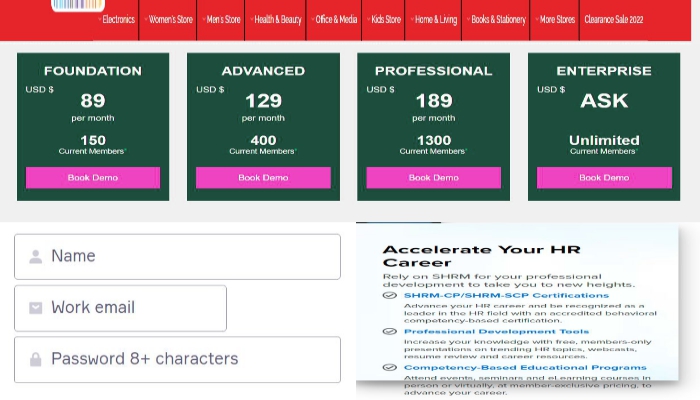 Electronics Women's Store Men's Store Health & Beauty Office & Media Kids Store Home & Living Books & Stationery More Stores Clearance Sale 2022
FOUNDATION
USD $
89
per month
150
Current Members*
Book Demo
ADVANCED
USD $
129
per month
400
Current Members*
Book Demo
PROFESSIONAL
USD $
189
per month
1300
Current Members*
Book Demo
ENTERPRISE
USD $
ASK
Unlimited
Current Members*
Book Demo
Name
Work email
Password 8+ characters
Accelerate Your HR
Career
Rely on SHRM for your professional
development to take you to new heights.
SHRM-CP/SHRM-SCP Certifications
Advance your HR career and be recognized as a
leader in the HR field with an accredited behavioral
competency-based certification.
Professional Development Tools
Increase your knowledge with free, members-only
presentations on trending HR topics, webcasts,
resume review and career resources.
Competency-Based Educational Programs
Attend events, seminars and eLearning courses in
person or virtually, at member-exclusive pricing, to
advance your career.